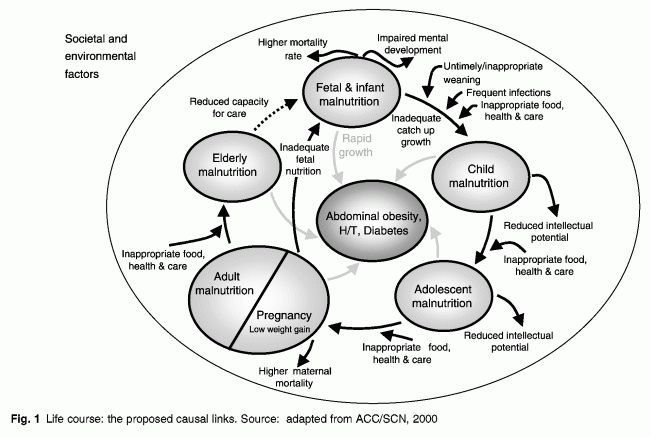 Societal and
environmental
factors
Higher mortality
rate
Impaired mental
development
Untimely/inappropriate
weaning
Frequent infections
Inappropriate food,
health & care
Fetal & infant
malnutrition
Reduced capacity
for care
Inadequate
catch up
growth
Rapid
growth
Inadequate
fetal
nutrition
Elderly
malnutrition
Child
malnutrition
Abdominal obesity,
H/T, Diabetes
Reduced intellectual
potential
Inappropriate food,
health & care
Inappropriate food,
health & care
Adult
malnutrition
Pregnancy
Low weight gain
Adolescent
malnutrition
Reduced intellectual
potential
Inappropriate food,
health & care
Higher maternal
mortality
Fig. 1 Life course: the proposed causal links. Source: adapted from ACC/SCN, 2000